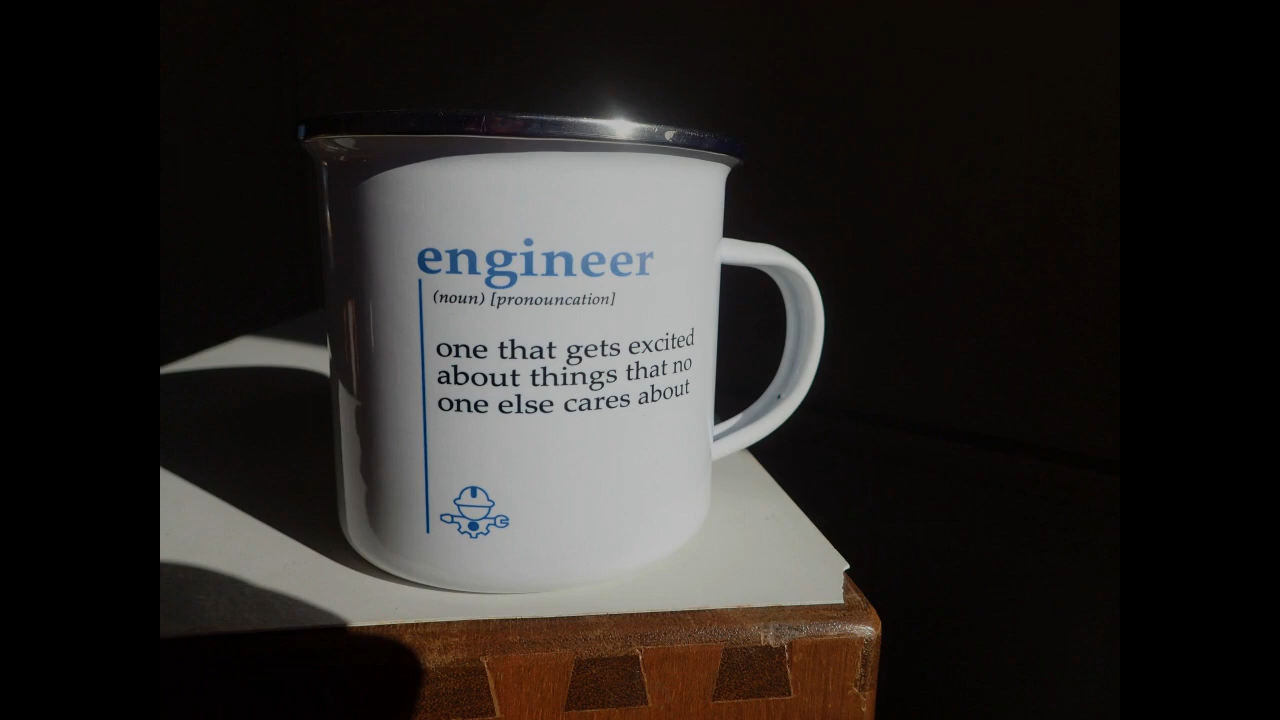 engineer
(noun) [pronouncation]
one that gets excited
about things that no
one else cares about